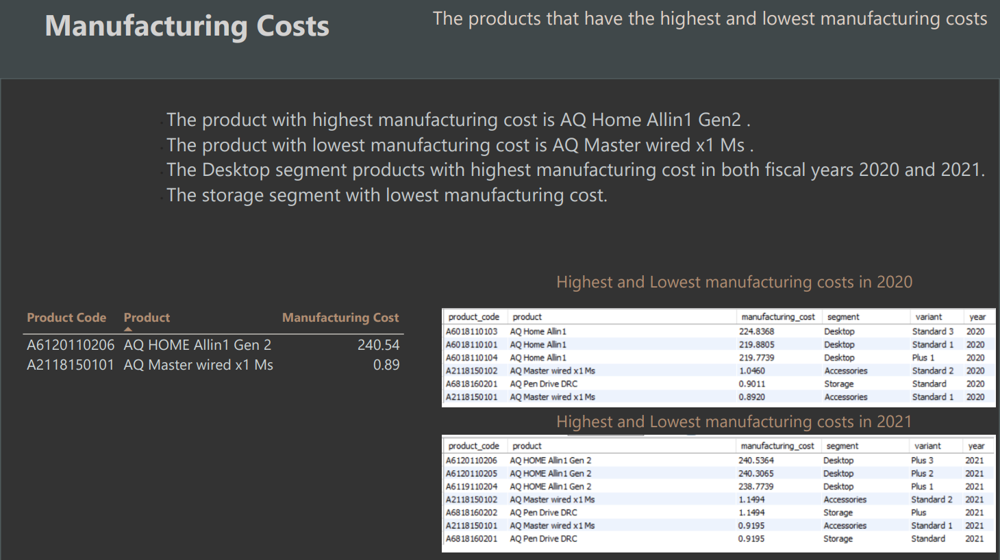 Manufacturing Costs
The products that have the highest and lowest manufacturing costs
The product with highest manufacturing cost is AQ Home Allin1 Gen2 .
The product with lowest manufacturing cost is AQ Master wired x1 Ms .
The Desktop segment products with highest manufacturing cost in both fiscal years 2020 and 2021.
The storage segment with lowest manufacturing cost.
Product Code Product Manufacturing Cost
A6120110206 AQ HOME Allin1 Gen 2 240.54
A2118150101 AQ Master wired x1 Ms 0.89
Highest and Lowest manufacturing costs in 2020
product_code product manufacturing_cost segment variant year
A6018110103 AQ Home Allin1 224.8368 Desktop Standard 3 2020
A6018110101 AQ Home Allin1 219.8805 Desktop Standard 1 2020
A6018110104 AQ Home Allin1 219.7739 Desktop Plus 1 2020
A2118150102 AQ Master wired x1 Ms 1.0460 Accessories Standard 2 2020
A6818160201 AQ Pen Drive DRC 0.9011 Storage Standard 2020
A2118150101 AQ Master wired x1 Ms 0.8920 Accessories Standard 1 2020
Highest and Lowest manufacturing costs in 2021
product_code product manufacturing_cost segment variant year
A6120110206 AQ HOME Allin1 Gen 2 240.5364 Desktop Plus 3 2021
A6120110205 AQ HOME Allin1 Gen 2 240.3065 Desktop Plus 2 2021
A6119110204 AQ HOME Allin1 Gen 2 238.7739 Desktop Plus 1 2021
A2118150102 AQ Master wired x1 Ms 1.1494 Accessories Standard 2 2021
A6818160202 AQ Pen Drive DRC 1.1494 Storage Plus 2021
A2118150101 AQ Master wired x1 Ms 0.9195 Accessories Standard 1 2021
A6818160201 AQ Pen Drive DRC 0.9195 Storage Standard 2021